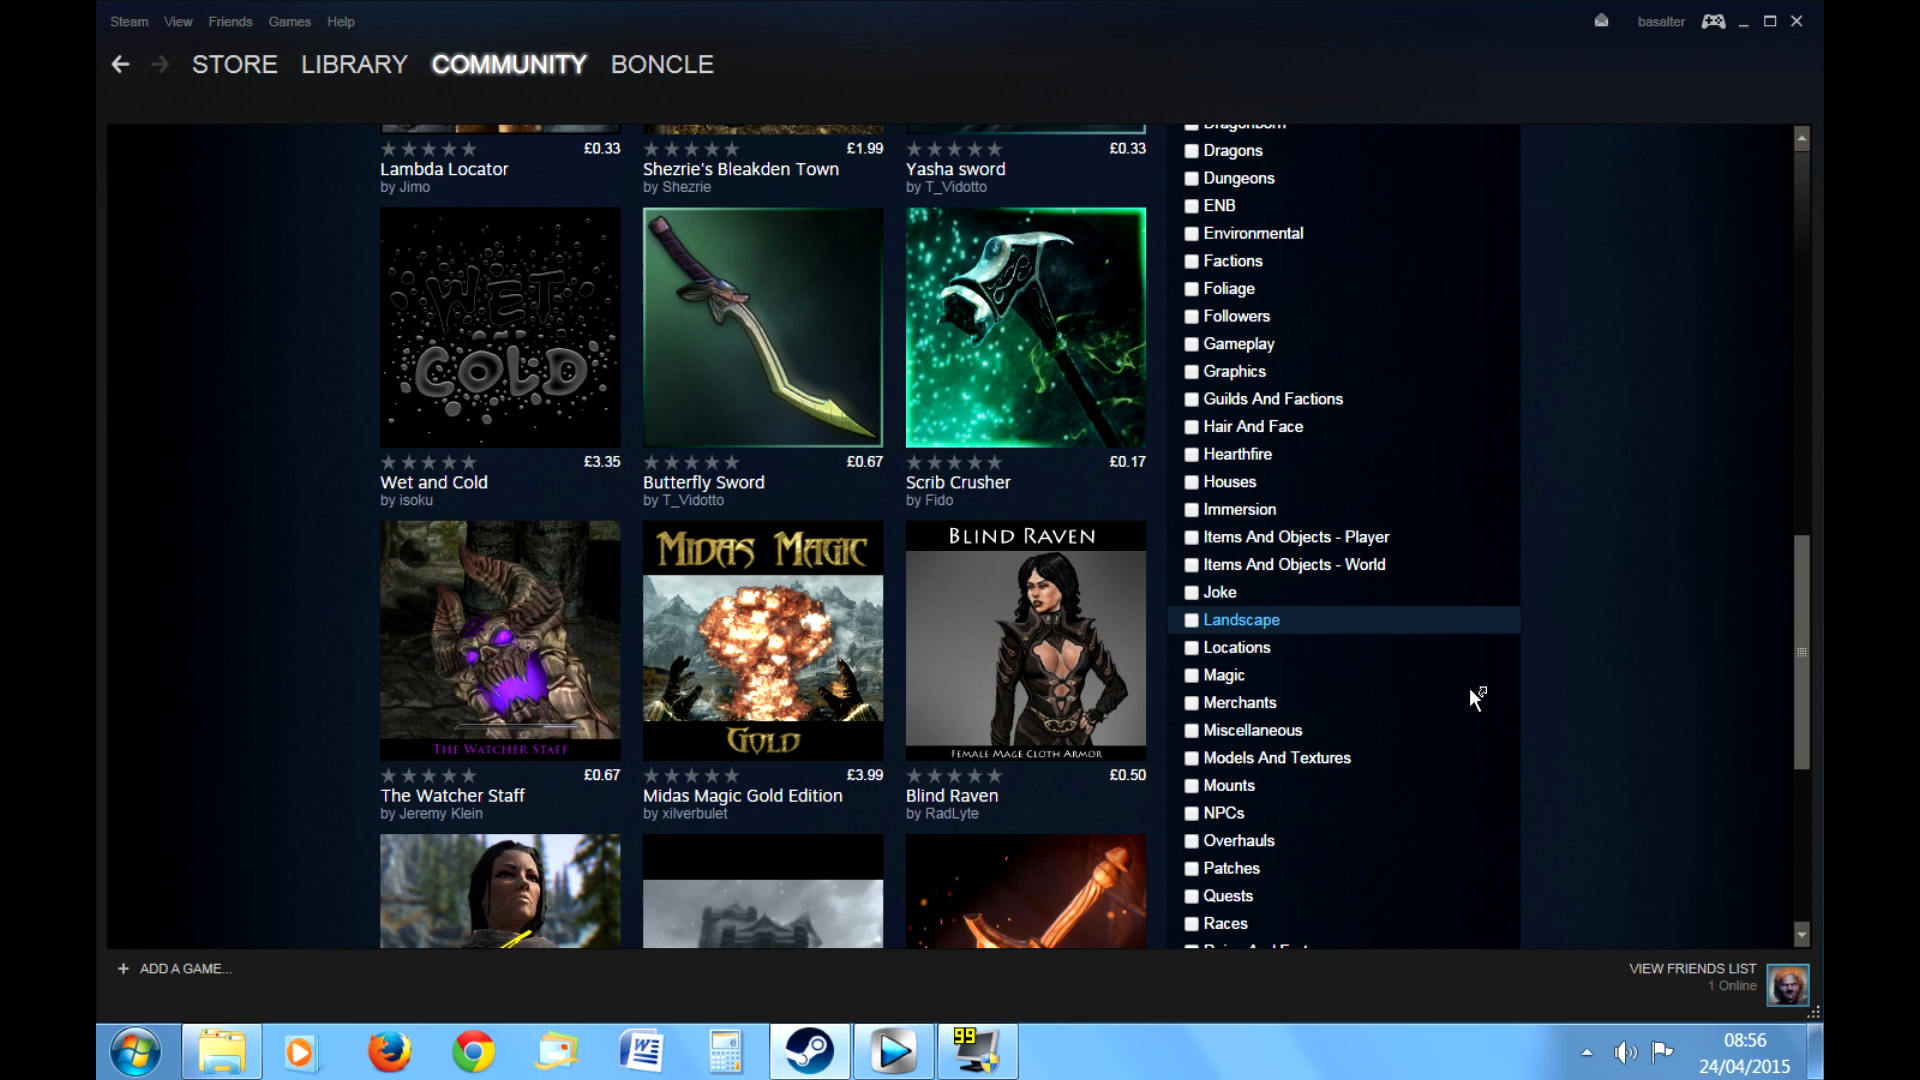 Steam View Friends Games Help
basalter
STORE LIBRARY COMMUNITY BONCLE
£0.33
Lambda Locator
by Jimo
£1.99
Shezrie's Bleakden Town
by Shezrie
£0.33
Yasha sword
by T_Vidotto
WET
COLD
£3.35
Wet and Cold
by isoku
£0.67
Butterfly Sword
by T_Vidotto
£0.17
Scrib Crusher
by Fido
THE WATCHER STAFF
£0.67
The Watcher Staff
by Jeremy Klein
MIDAS MAGIC
GOLD
£3.99
Midas Magic Gold Edition
by xilverbulet
BLIND RAVEN
FEMALE MAGE CLOTH ARMOR
£0.50
Blind Raven
by RadLyte
Dragonborn
Dragons
Dungeons
ENB
Environmental
Factions
Foliage
Followers
Gameplay
Graphics
Guilds And Factions
Hair And Face
Hearthfire
Houses
Immersion
Items And Objects - Player
Items And Objects - World
Joke
Landscape
Locations
Magic
Merchants
Miscellaneous
Models And Textures
Mounts
NPCs
Overhauls
Patches
Quests
Races
+ ADD A GAME...
VIEW FRIENDS LIST
1 Online
99
08:56
24/04/2015